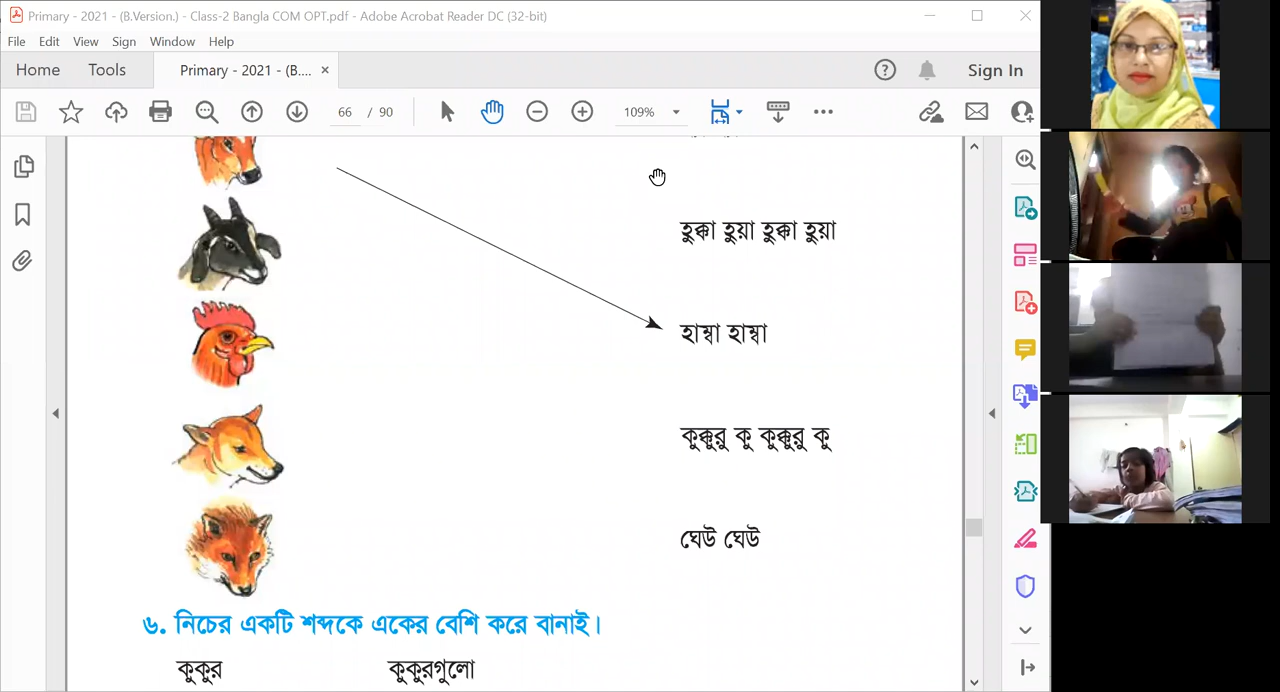 Primary - 2021 - (B.Version.) - Class-2 Bangla COM OPT.pdf - Adobe Acrobat Reader DC (32-bit)
File Edit View Sign Window Help
Home Tools Primary - 2021 - (B.... × Sign In
66 / 90 109%
হুক্কা হুয়া হুক্কা হুয়া
হাম্বা হাম্বা
কুক্কুরু কু কুক্কুরু কু
ঘেউ ঘেউ
৬. নিচের একটি শব্দকে একের বেশি করে বানাই।
কুকুর কুকুরগুলো